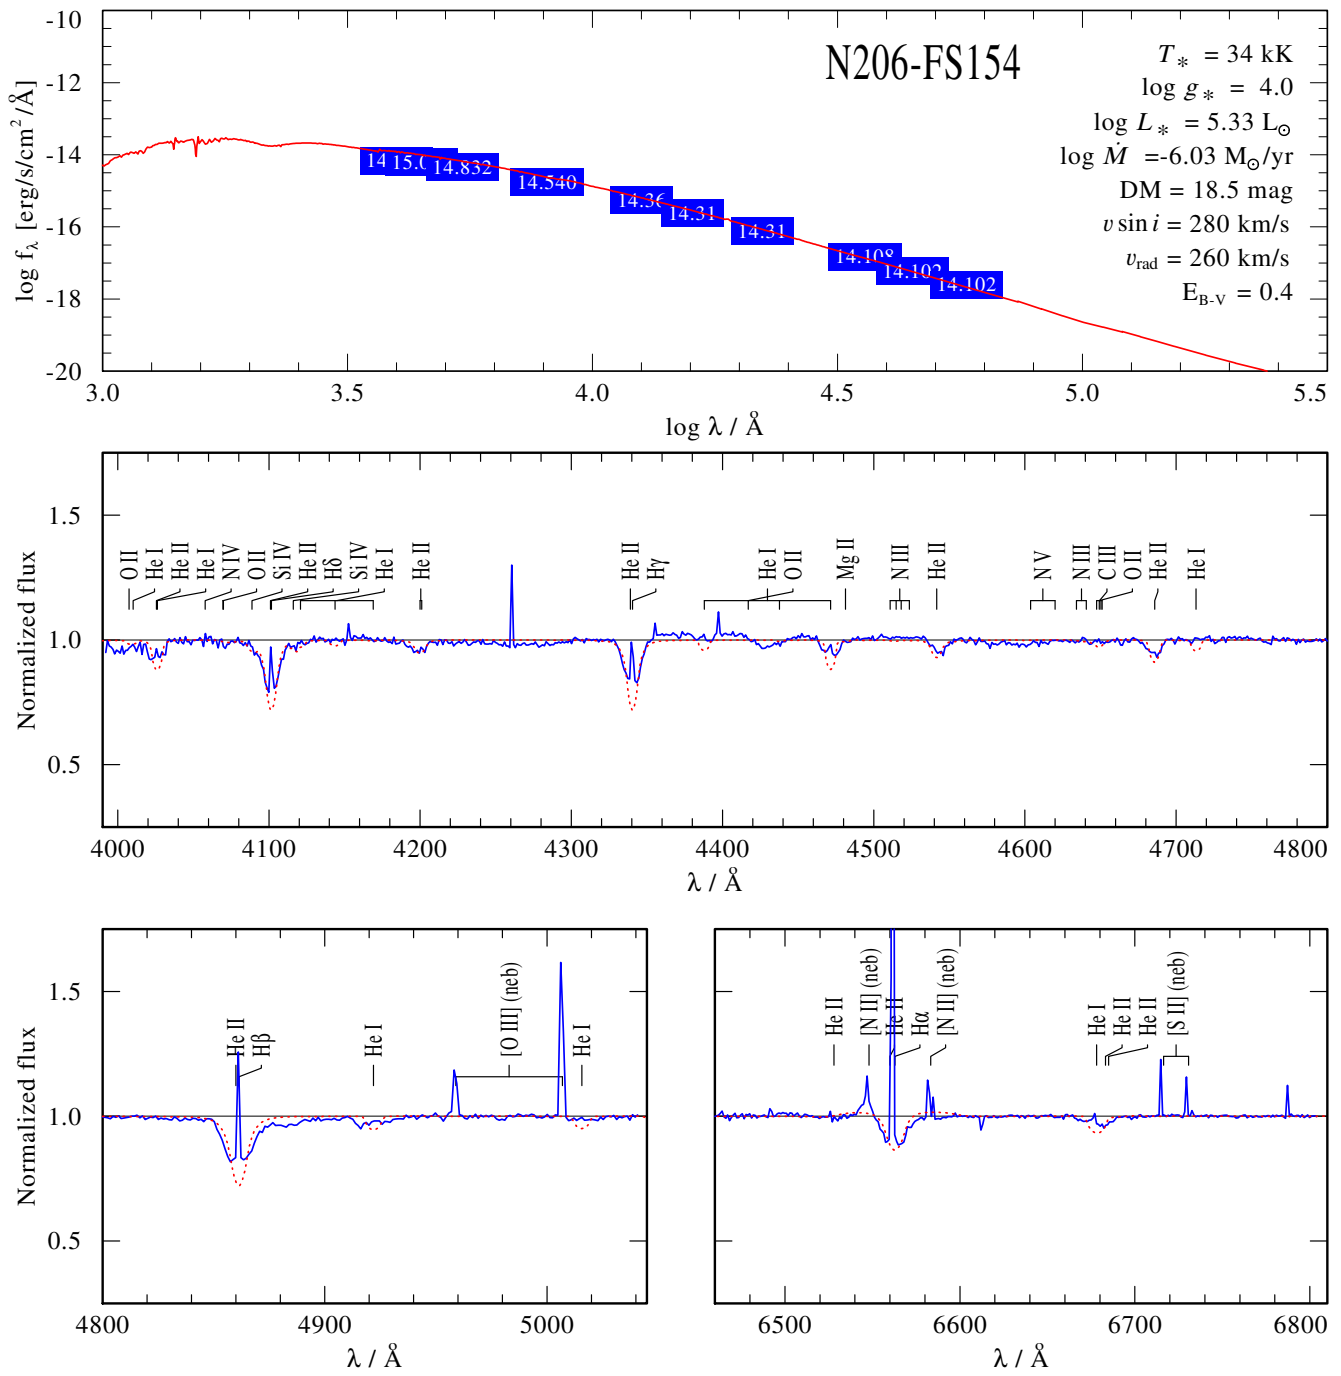 N206-FS154
T* = 34 kK
log g* = 4.0
log L* = 5.33 L⊙
log Ṁ =-6.03 M⊙/yr
DM = 18.5 mag
v sin i = 280 km/s
vrad = 260 km/s
EB-V = 0.4
log fλ [erg/s/cm²/Å]
-10
-12
-14
-16
-18
-20
14.832
14.540
14.36
14.31
14.31
14.108
14.102
14.102
3.0 3.5 4.0 4.5 5.0 5.5
log λ / Å
Normalized flux
1.5
1.0
0.5
O II He I He II He I N IV O II Si IV He II Hδ Si IV He I He II He II Hγ He I O II Mg II N III He II N V N III C III O II He II He I
4000 4100 4200 4300 4400 4500 4600 4700 4800
λ / Å
Normalized flux
1.5
1.0
0.5
He II Hβ He I [O III] (neb) He I
4800 4900 5000
λ / Å
He II [N II] (neb) He II Hα [N II] (neb) He I He II He II [S II] (neb)
6500 6600 6700 6800
λ / Å